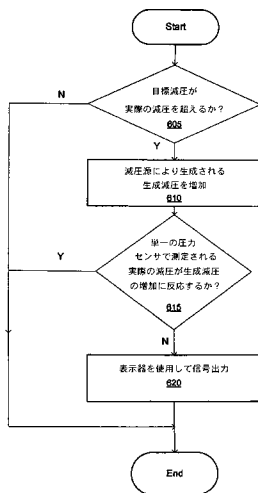 Start
N
目標減圧が
実際の減圧を超えるか？
605
Y
減圧源により生成される
生成減圧を増加
610
Y
単一の圧力
センサで測定される
実際の減圧が生成減圧
の増加に反応するか？
615
N
表示器を使用して信号出力
620
End